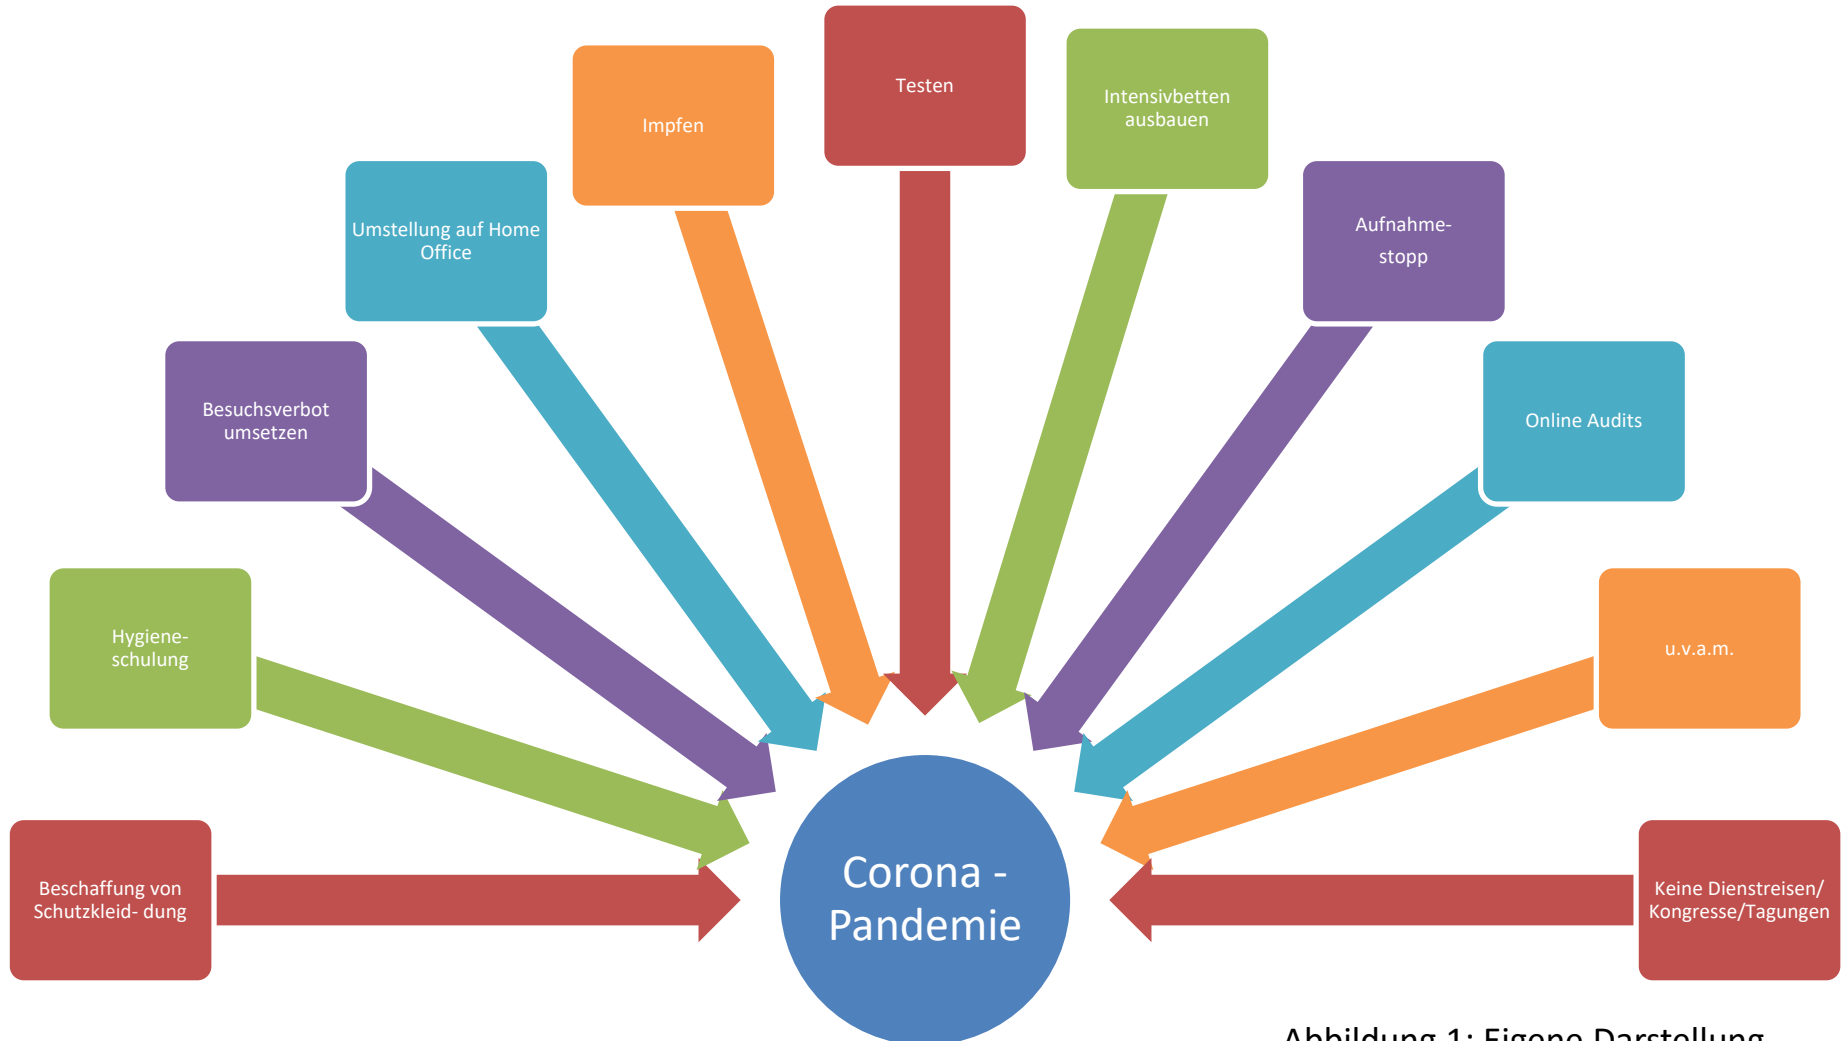 Testen
Intensivbetten
ausbauen
Impfen
Aufnahme-
stopp
Umstellung auf Home
Office
Besuchsverbot
umsetzen
Online Audits
Hygiene-
schulung
u.v.a.m.
Beschaffung von
Schutzkleid- dung
Corona -
Pandemie
Keine Dienstreisen/
Kongresse/Tagungen
Abbildung 1: Eigene Darstellung